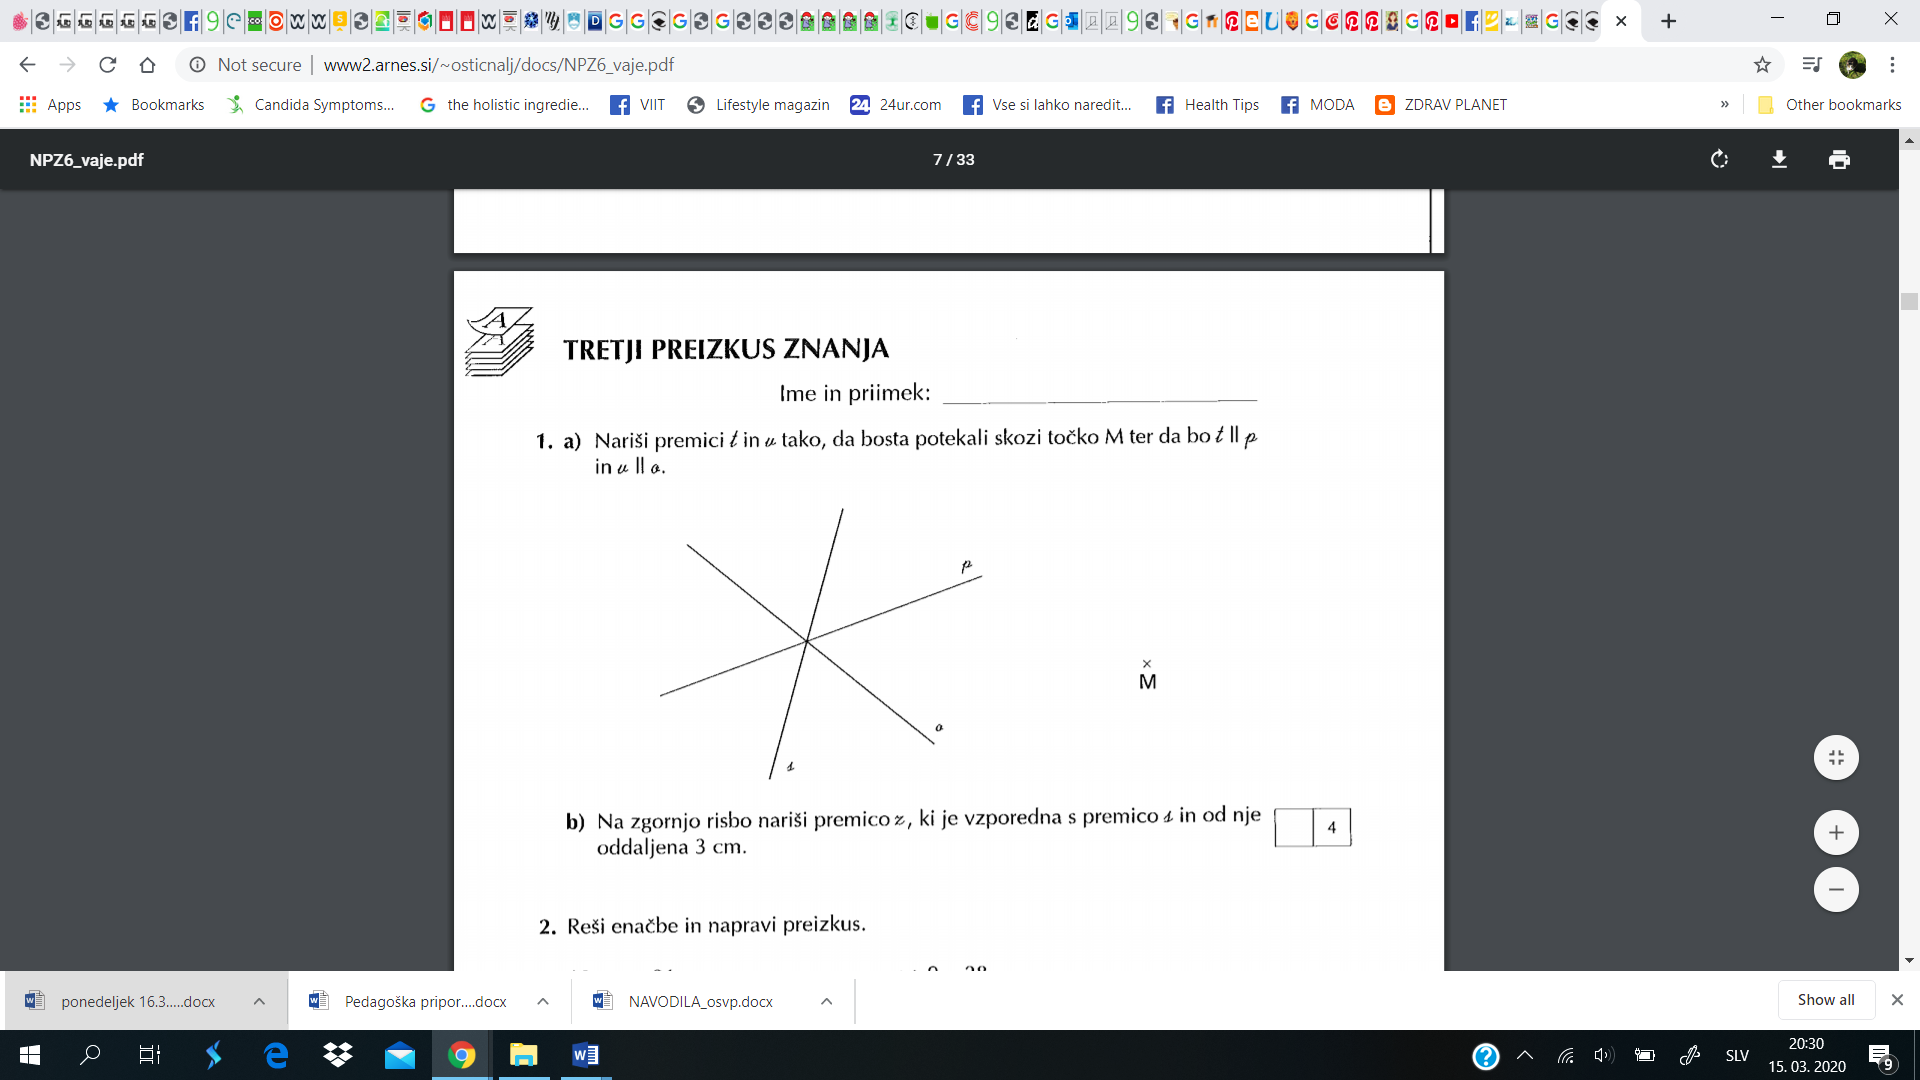 Not secure | www2.arnes.si/~osticnalj/docs/NPZ6_vaje.pdf
Apps Bookmarks Candida Symptoms... the holistic ingredie... VIIT Lifestyle magazin 24ur.com Vse si lahko naredit... Health Tips MODA ZDRAV PLANET » Other bookmarks
NPZ6_vaje.pdf 7 / 33
TRETJI PREIZKUS ZNANJA
Ime in priimek:
1. a) Nariši premici t in u tako, da bosta potekali skozi točko M ter da bo t || p
in u || o.
p
M
o
s
b) Na zgornjo risbo nariši premico z, ki je vzporedna s premico s in od nje
oddaljena 3 cm.
4
2. Reši enačbe in napravi preizkus.
ponedeljek 16.3.....docx Pedagoška pripor....docx NAVODILA_osvp.docx Show all
SLV
20:30
15. 03. 2020
9